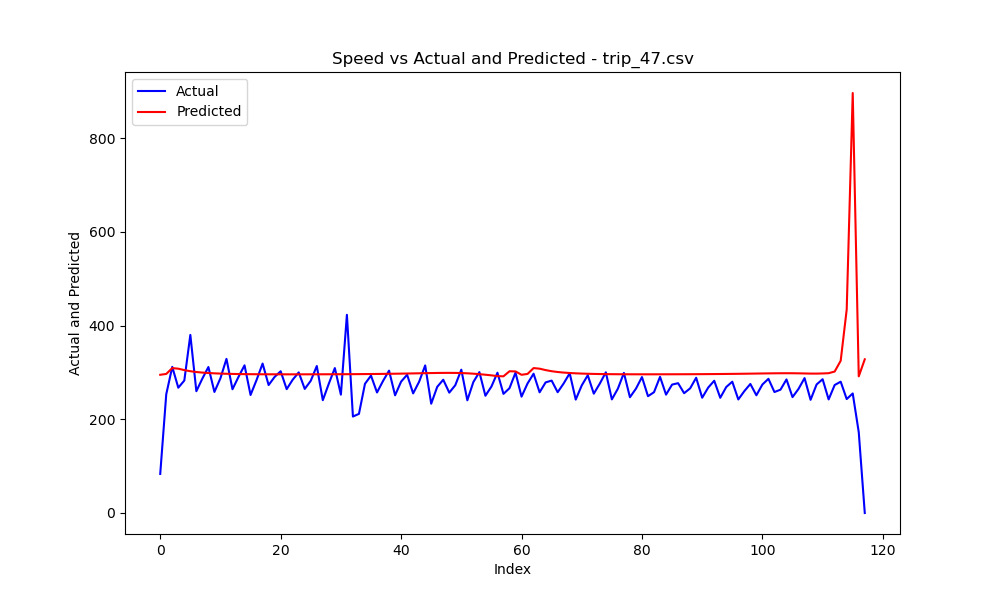 Speed vs Actual and Predicted - trip_47.csv
Actual
Predicted
800
600
400
200
0
Actual and Predicted
0 20 40 60 80 100 120
Index